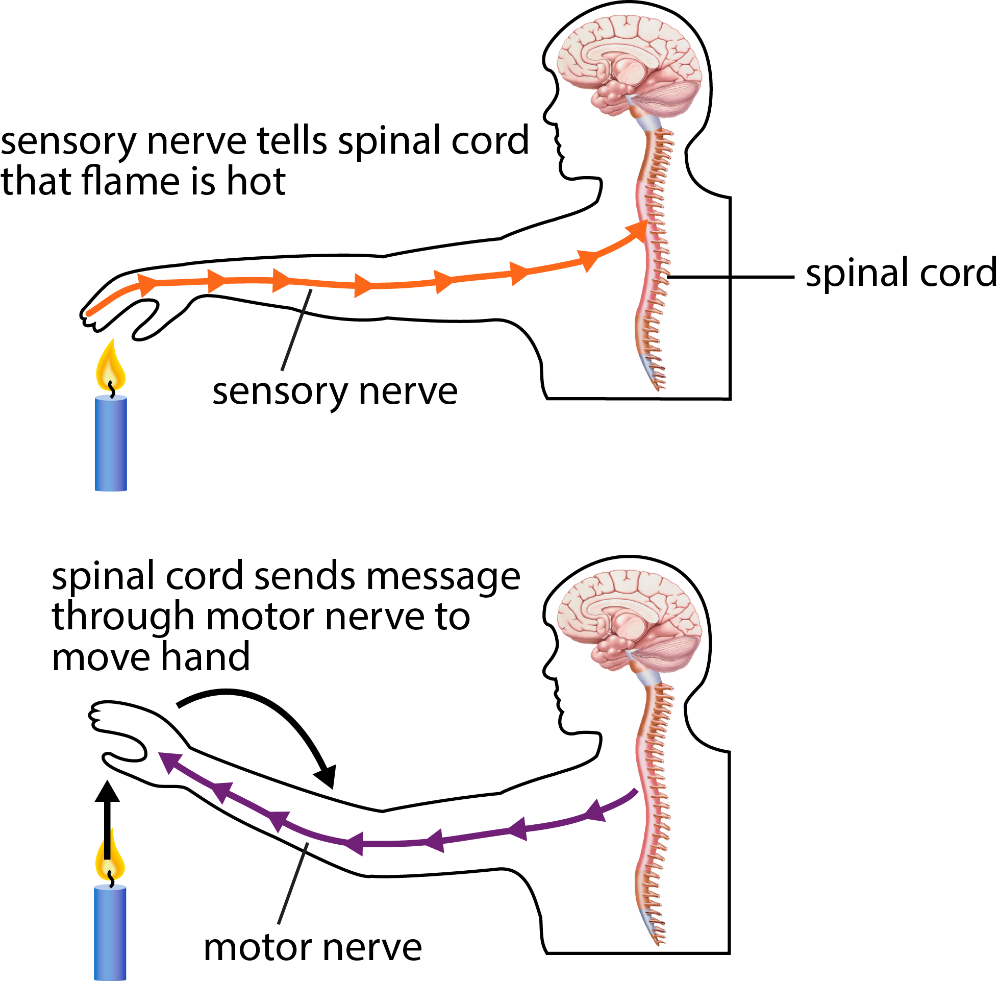 sensory nerve tells spinal cord
that flame is hot
spinal cord
sensory nerve
spinal cord sends message
through motor nerve to
move hand
motor nerve